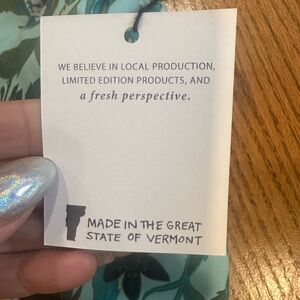 WE BELIEVE IN LOCAL PRODUCTION,
LIMITED EDITION PRODUCTS, AND
a fresh perspective.
MADE IN THE GREAT
STATE OF VERMONT